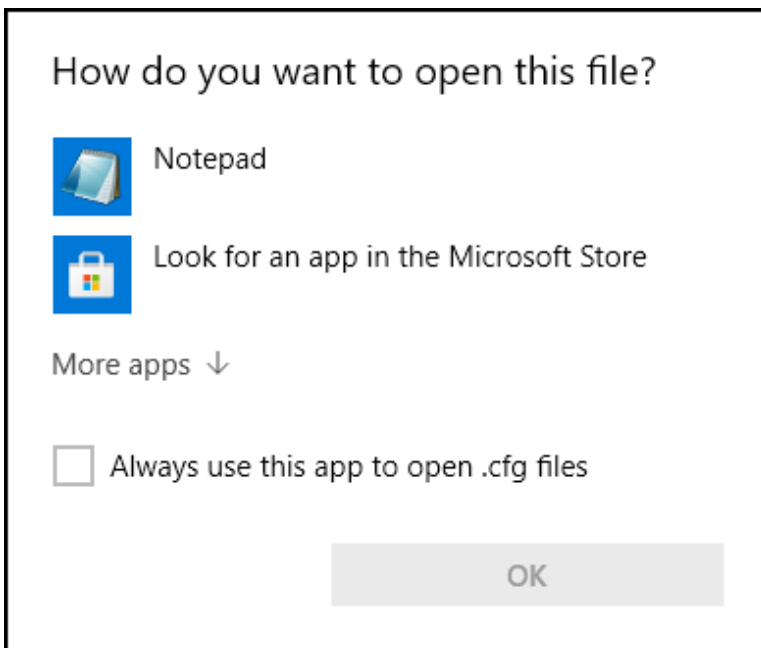 How do you want to open this file?
Notepad
Look for an app in the Microsoft Store
More apps ↓
Always use this app to open .cfg files
OK